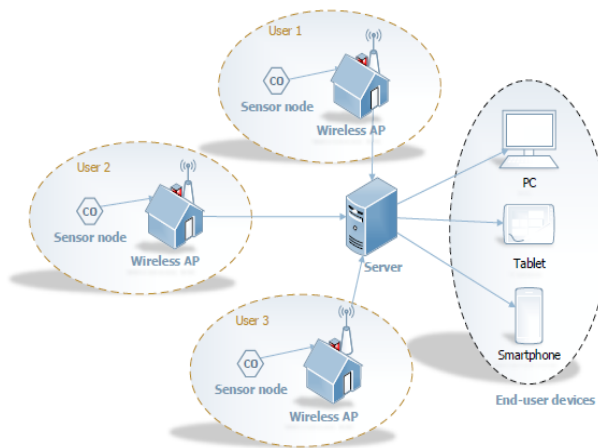 User 1
CO
Sensor node
Wireless AP
User 2
CO
Sensor node
Wireless AP
Server
User 3
CO
Sensor node
Wireless AP
PC
Tablet
Smartphone
End-user devices